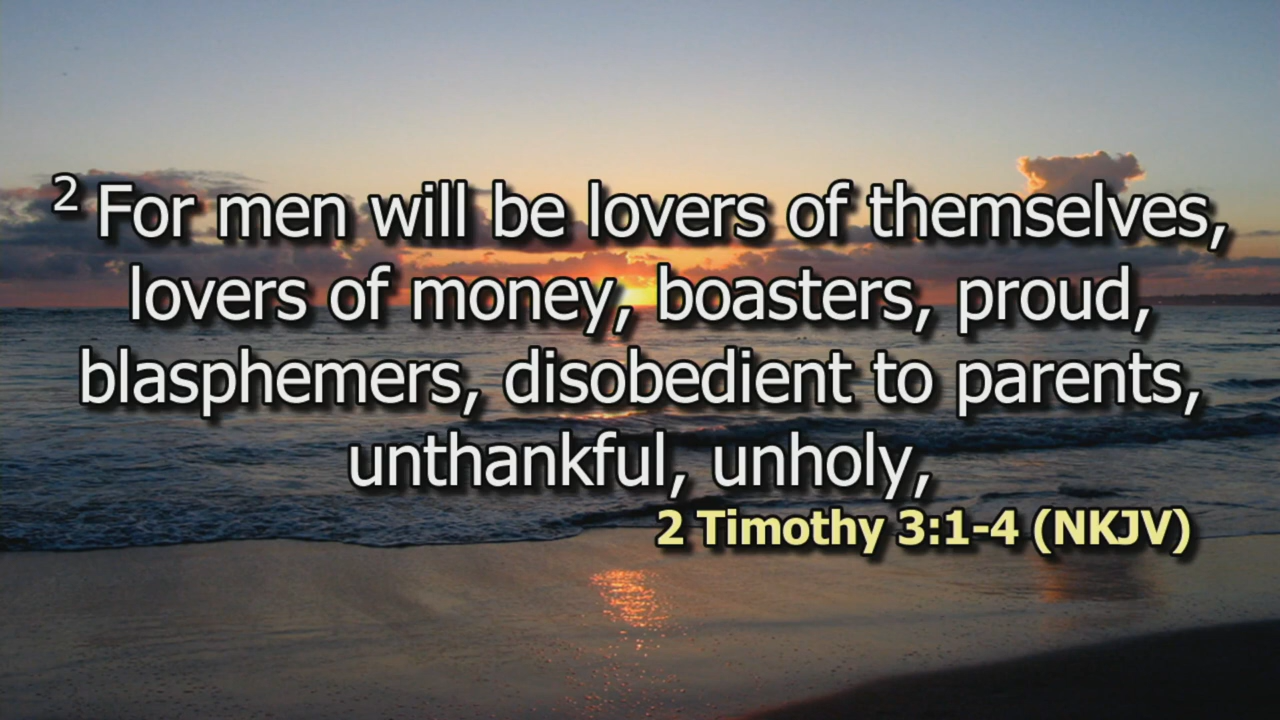 2 For men will be lovers of themselves,
lovers of money, boasters, proud,
blasphemers, disobedient to parents,
unthankful, unholy,
2 Timothy 3:1-4 (NKJV)